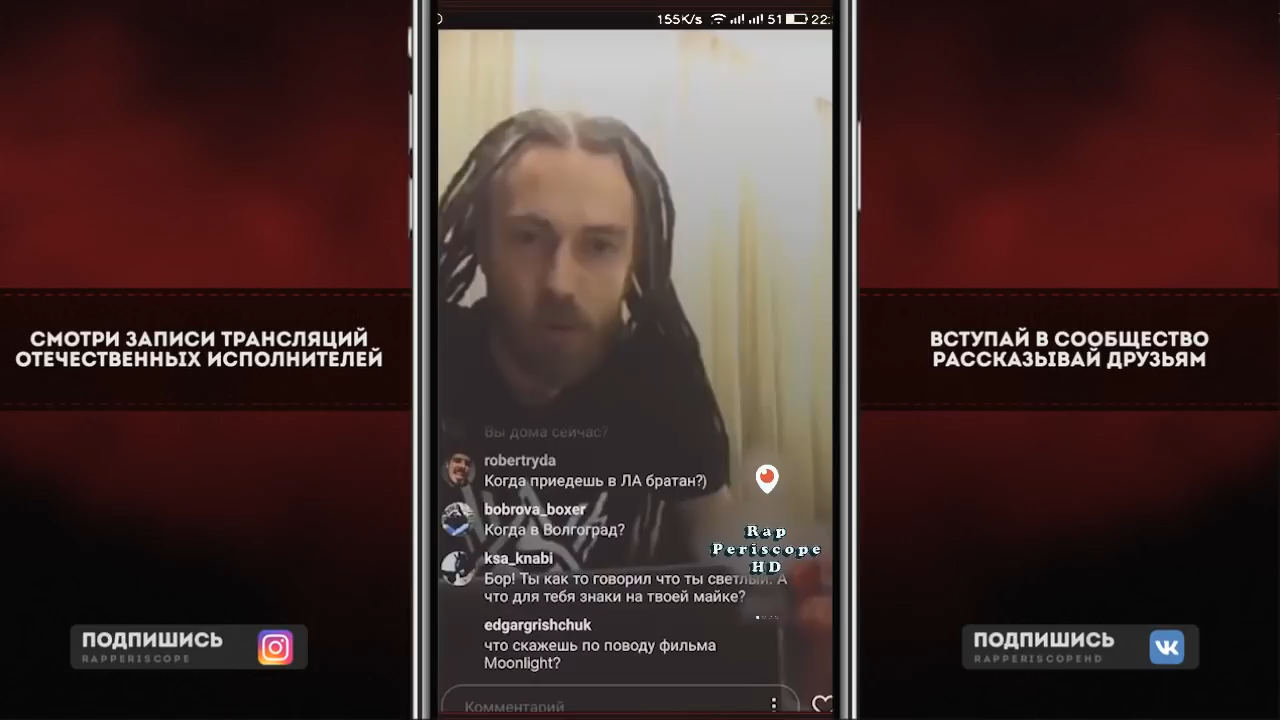 155K/s 51 22:
СМОТРИ ЗАПИСИ ТРАНСЛЯЦИЙ
ОТЕЧЕСТВЕННЫХ ИСПОЛНИТЕЛЕЙ
ПОДПИШИСЬ
RAPPERISCOPE
Вы дома сейчас?
robertryda
Когда приедешь в ЛА братан?)
bobrova_boxer
Когда в Волгоград?
ksa_knabi
Бор! Ты как то говорил что ты светлый. А
что для тебя знаки на твоей майке?
edgargrishchuk
что скажешь по поводу фильма
Moonlight?
Комментарий
Rap
Periscope
HD
ВСТУПАЙ В СООБЩЕСТВО
РАССКАЗЫВАЙ ДРУЗЬЯМ
ПОДПИШИСЬ
RAPPERISCOPEHD